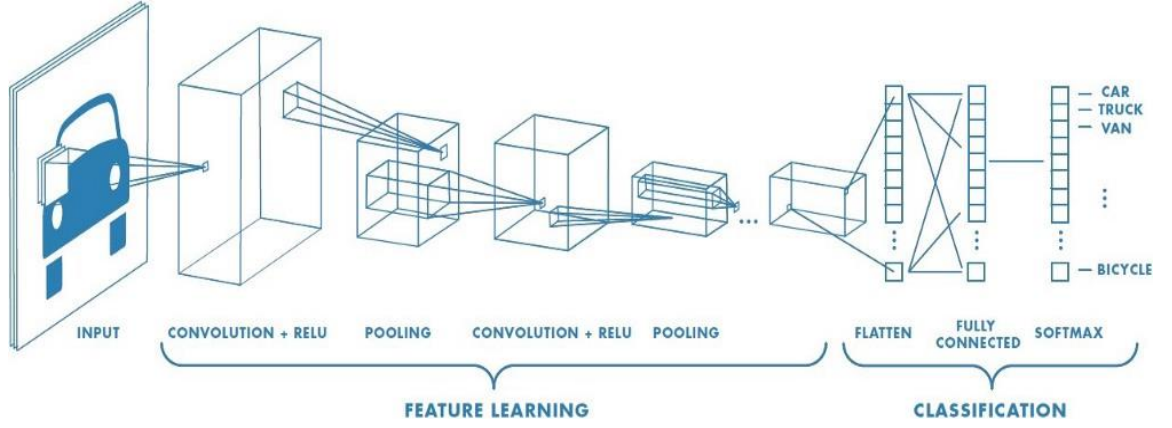 CAR
TRUCK
VAN
BICYCLE
INPUT
CONVOLUTION + RELU
POOLING
CONVOLUTION + RELU
POOLING
FLATTEN
FULLY
CONNECTED
SOFTMAX
FEATURE LEARNING
CLASSIFICATION